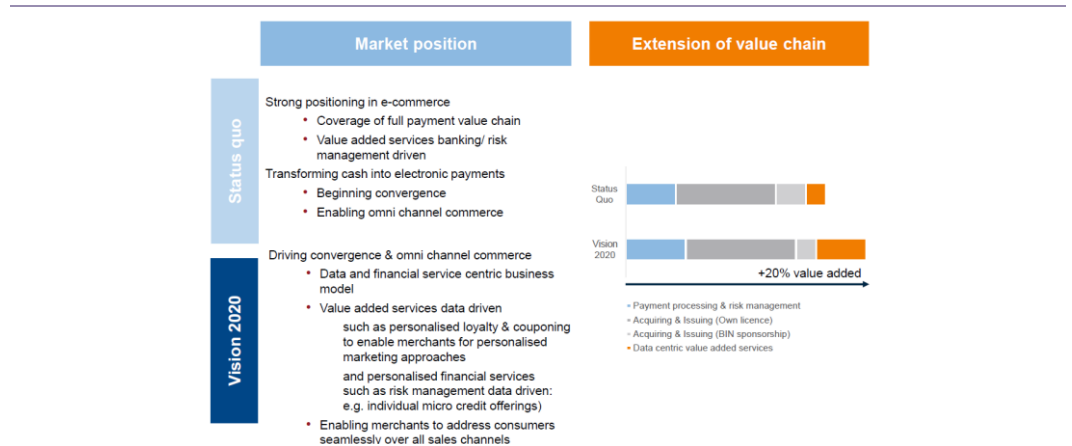 Market position
Extension of value chain
Status quo
Strong positioning in e-commerce
• Coverage of full payment value chain
• Value added services banking/ risk
management driven
Transforming cash into electronic payments
• Beginning convergence
• Enabling omni channel commerce
Vision 2020
Driving convergence & omni channel commerce
• Data and financial service centric business
model
• Value added services data driven
such as personalised loyalty & couponing
to enable merchants for personalised
marketing approaches
and personalised financial services
such as risk management data driven:
e.g. individual micro credit offerings)
• Enabling merchants to address consumers
seamlessly over all sales channels
Status
Quo
Vision
2020
+20% value added
Payment processing & risk management
Acquiring & Issuing (Own licence)
Acquiring & Issuing (BIN sponsorship)
Data centric value added services